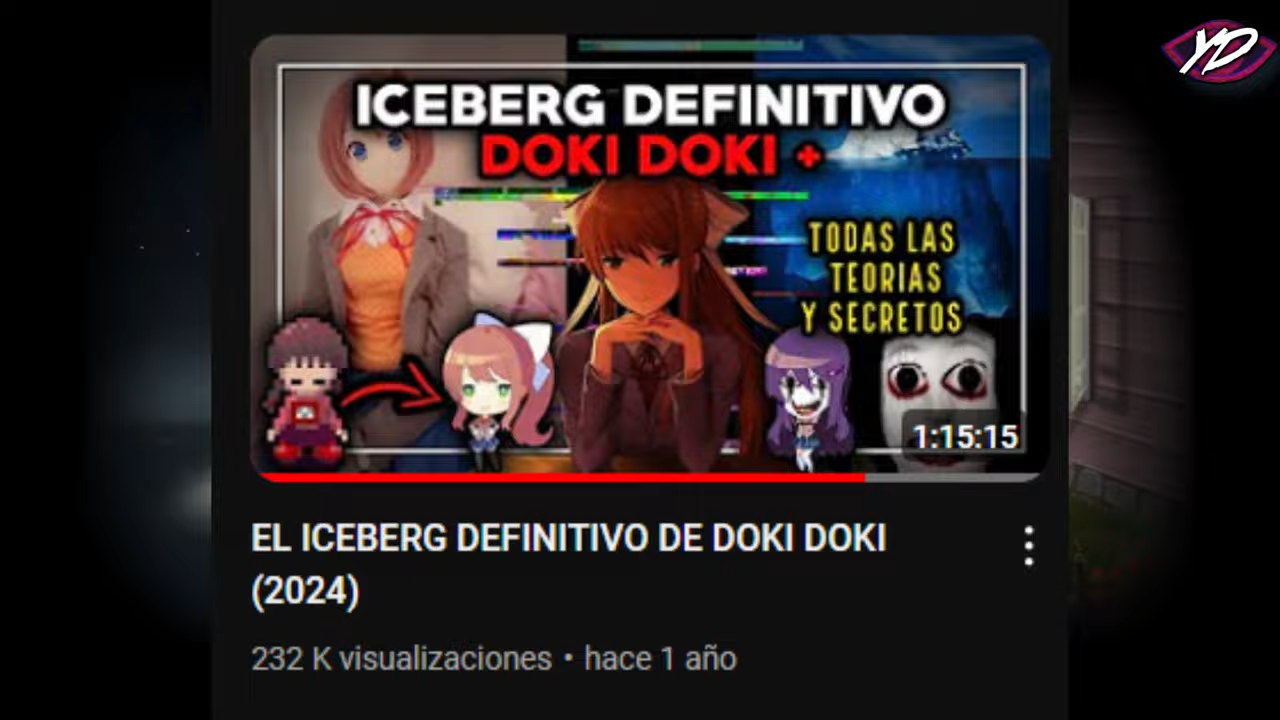 YD
ICEBERG DEFINITIVO
DOKI DOKI +
TODAS LAS
TEORIAS
Y SECRETOS
1:15:15
EL ICEBERG DEFINITIVO DE DOKI DOKI
(2024)
232 K visualizaciones • hace 1 año